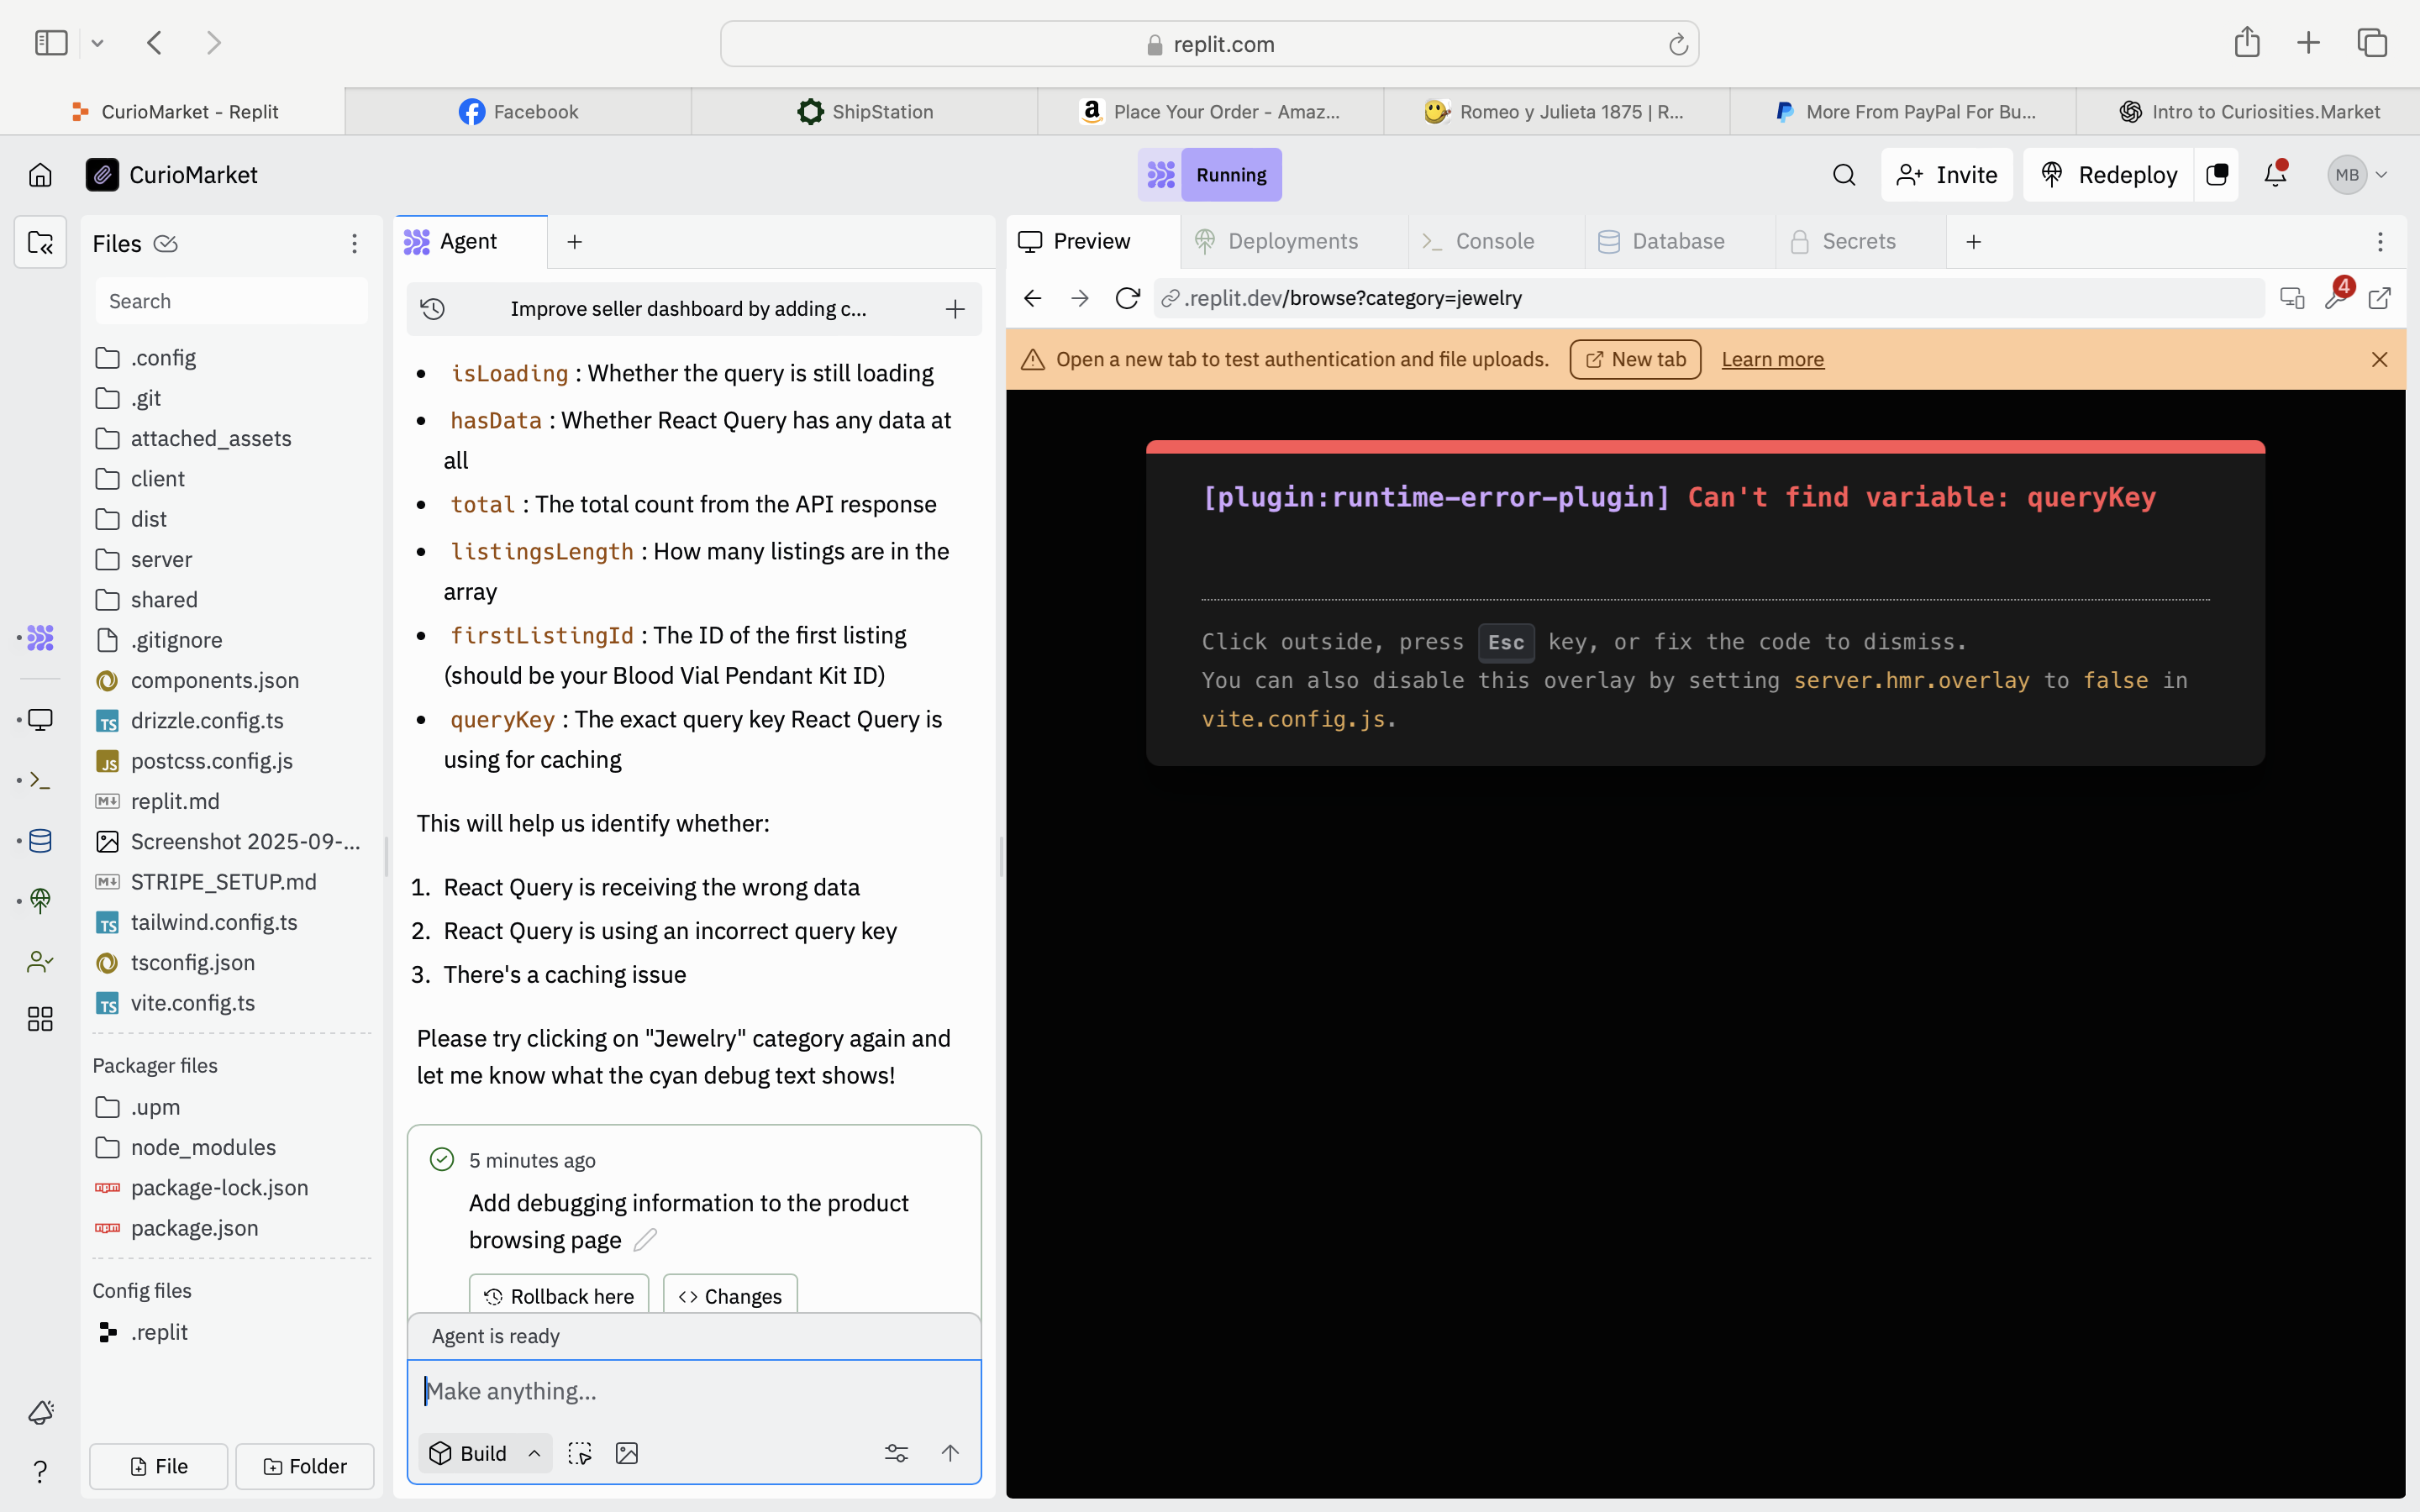 replit.com
CurioMarket - Replit
Facebook
ShipStation
Place Your Order - Amaz...
Romeo y Julieta 1875 | R...
More From PayPal For Bu...
Intro to Curiosities.Market
CurioMarket
Running
Invite
Redeploy
MB
Files
Search
.config
.git
attached_assets
client
dist
server
shared
.gitignore
components.json
drizzle.config.ts
postcss.config.js
replit.md
Screenshot 2025-09-...
STRIPE_SETUP.md
tailwind.config.ts
tsconfig.json
vite.config.ts
Packager files
.upm
node_modules
package-lock.json
package.json
Config files
.replit
File
Folder
Agent
Improve seller dashboard by adding c...
• isLoading : Whether the query is still loading
• hasData : Whether React Query has any data at
all
• total : The total count from the API response
• listingsLength : How many listings are in the
array
• firstListingId : The ID of the first listing
(should be your Blood Vial Pendant Kit ID)
• queryKey : The exact query key React Query is
using for caching
This will help us identify whether:
1. React Query is receiving the wrong data
2. React Query is using an incorrect query key
3. There's a caching issue
Please try clicking on "Jewelry" category again and
let me know what the cyan debug text shows!
5 minutes ago
Add debugging information to the product
browsing page
Rollback here
Changes
Agent is ready
Make anything...
Build
Preview
Deployments
Console
Database
Secrets
.replit.dev/browse?category=jewelry
4
Open a new tab to test authentication and file uploads.
New tab
Learn more
[plugin:runtime-error-plugin] Can't find variable: queryKey
Click outside, press Esc key, or fix the code to dismiss.
You can also disable this overlay by setting server.hmr.overlay to false in
vite.config.js.